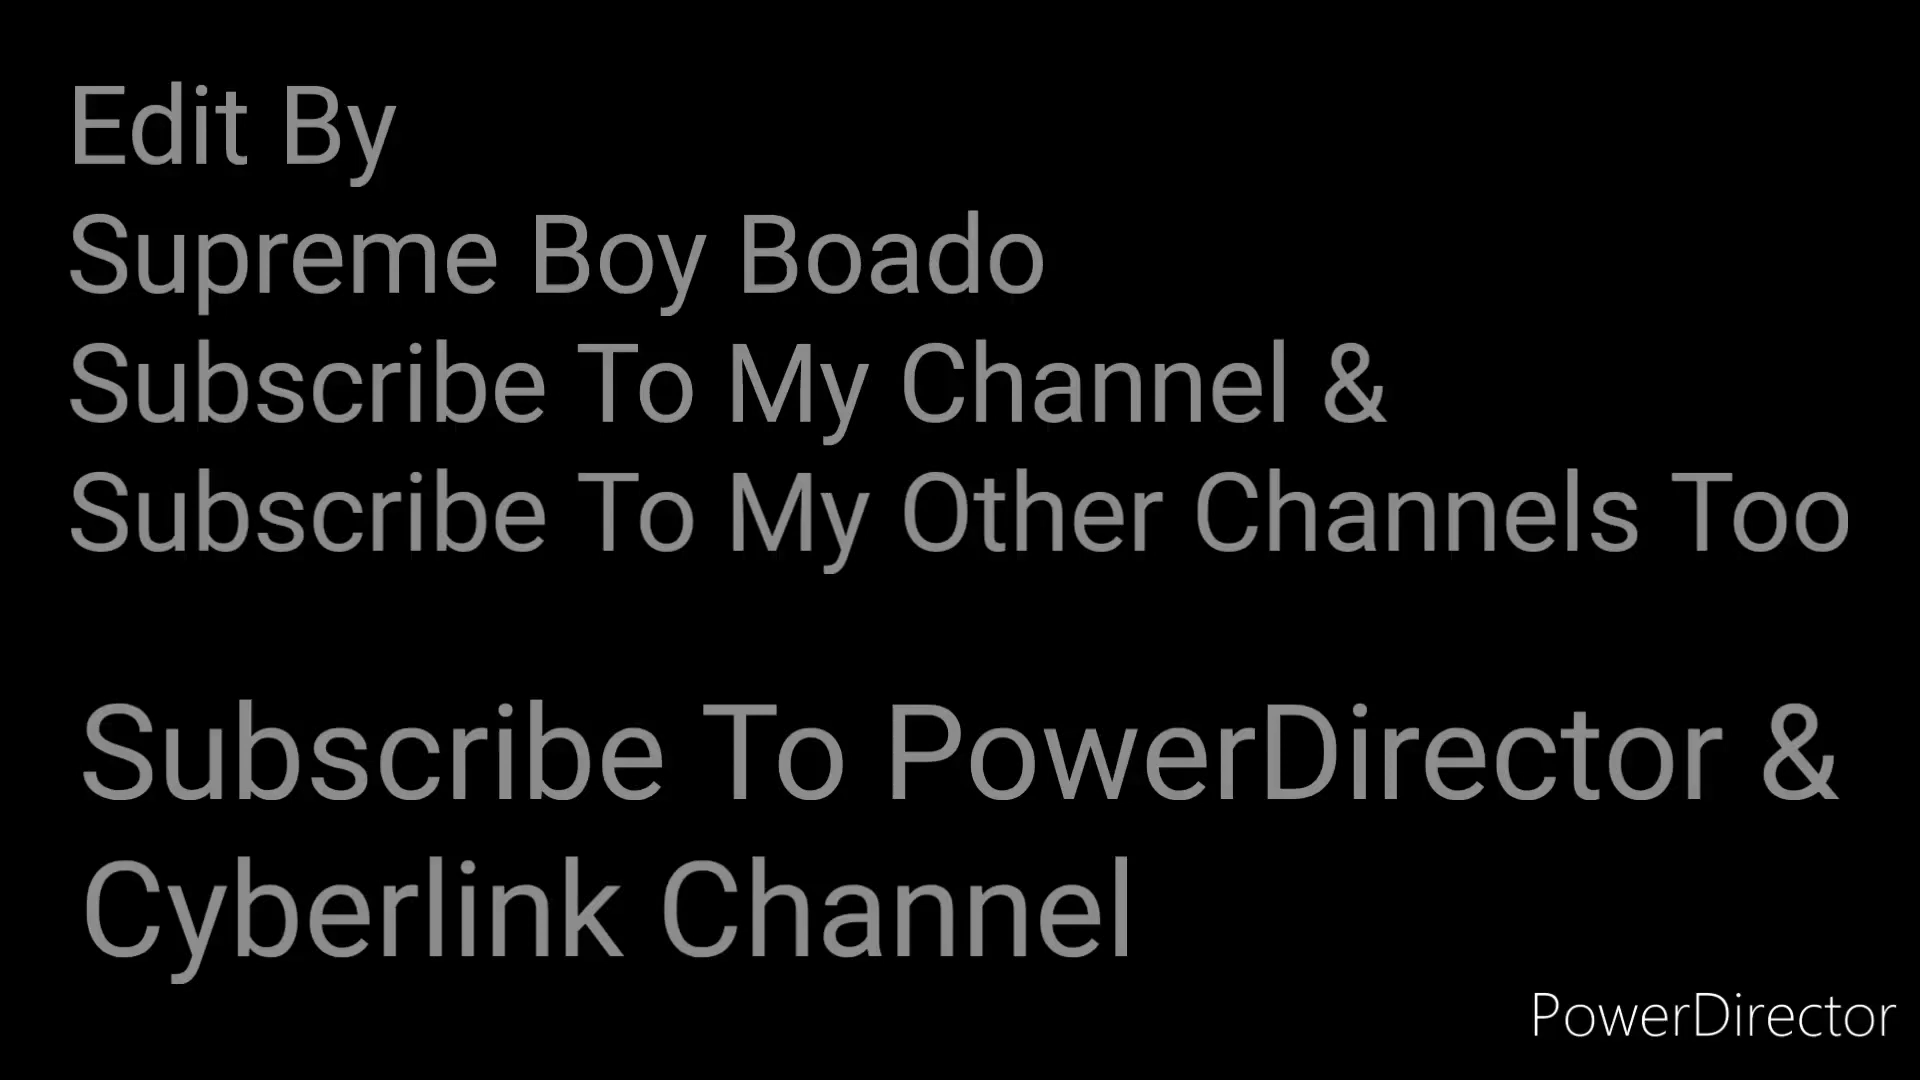 Edit By
Supreme Boy Boado
Subscribe To My Channel &
Subscribe To My Other Channels Too
Subscribe To PowerDirector &
Cyberlink Channel
PowerDirector